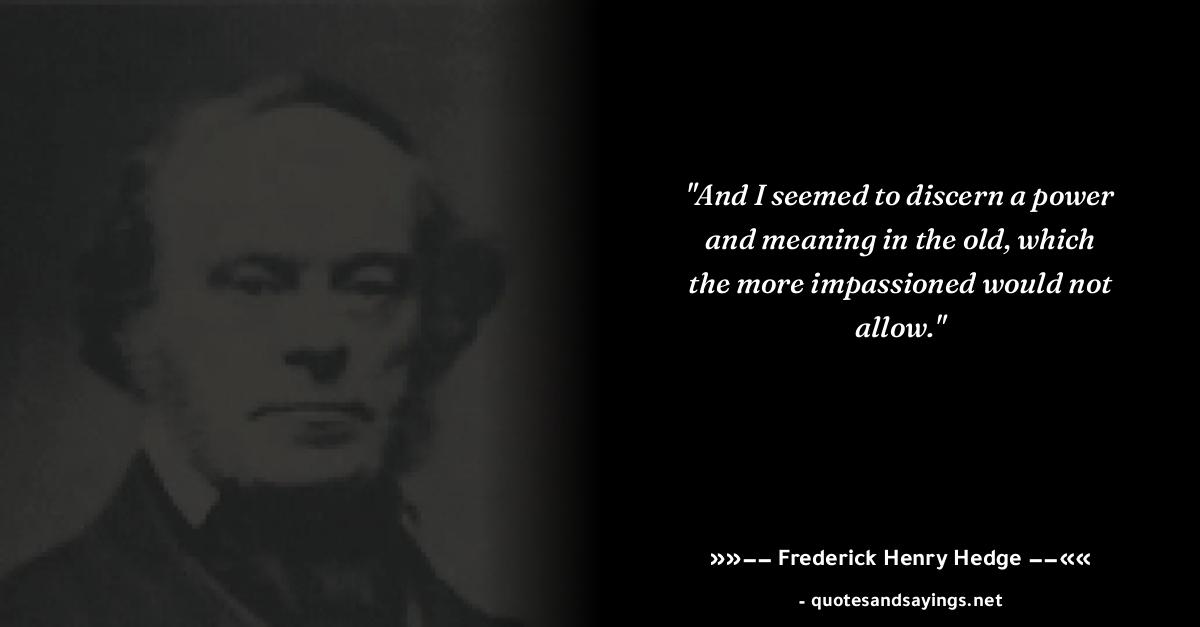 "And I seemed to discern a power
and meaning in the old, which
the more impassioned would not
allow."
»»–– Frederick Henry Hedge ––««
- quotesandsayings.net